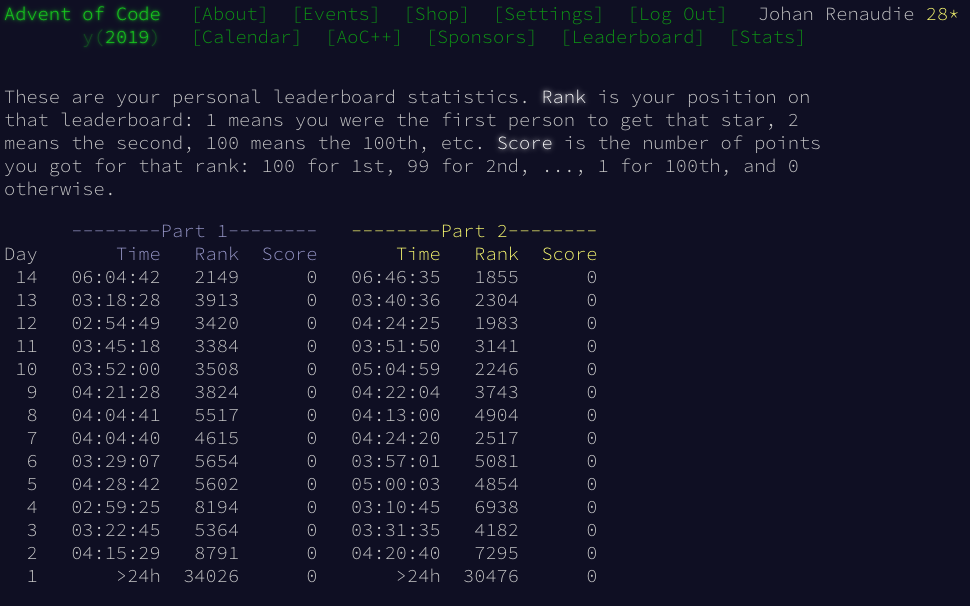 Advent of Code [About] [Events] [Shop] [Settings] [Log Out] Johan Renaudie 28*
y(2019) [Calendar] [AoC++] [Sponsors] [Leaderboard] [Stats]
These are your personal leaderboard statistics. Rank is your position on
that leaderboard: 1 means you were the first person to get that star, 2
means the second, 100 means the 100th, etc. Score is the number of points
you got for that rank: 100 for 1st, 99 for 2nd, ..., 1 for 100th, and 0
otherwise.
--------Part 1-------- --------Part 2--------
Day Time Rank Score Time Rank Score
14 06:04:42 2149 0 06:46:35 1855 0
13 03:18:28 3913 0 03:40:36 2304 0
12 02:54:49 3420 0 04:24:25 1983 0
11 03:45:18 3384 0 03:51:50 3141 0
10 03:52:00 3508 0 05:04:59 2246 0
9 04:21:28 3824 0 04:22:04 3743 0
8 04:04:41 5517 0 04:13:00 4904 0
7 04:04:40 4615 0 04:24:20 2517 0
6 03:29:07 5654 0 03:57:01 5081 0
5 04:28:42 5602 0 05:00:03 4854 0
4 02:59:25 8194 0 03:10:45 6938 0
3 03:22:45 5364 0 03:31:35 4182 0
2 04:15:29 8791 0 04:20:40 7295 0
1 >24h 34026 0 >24h 30476 0